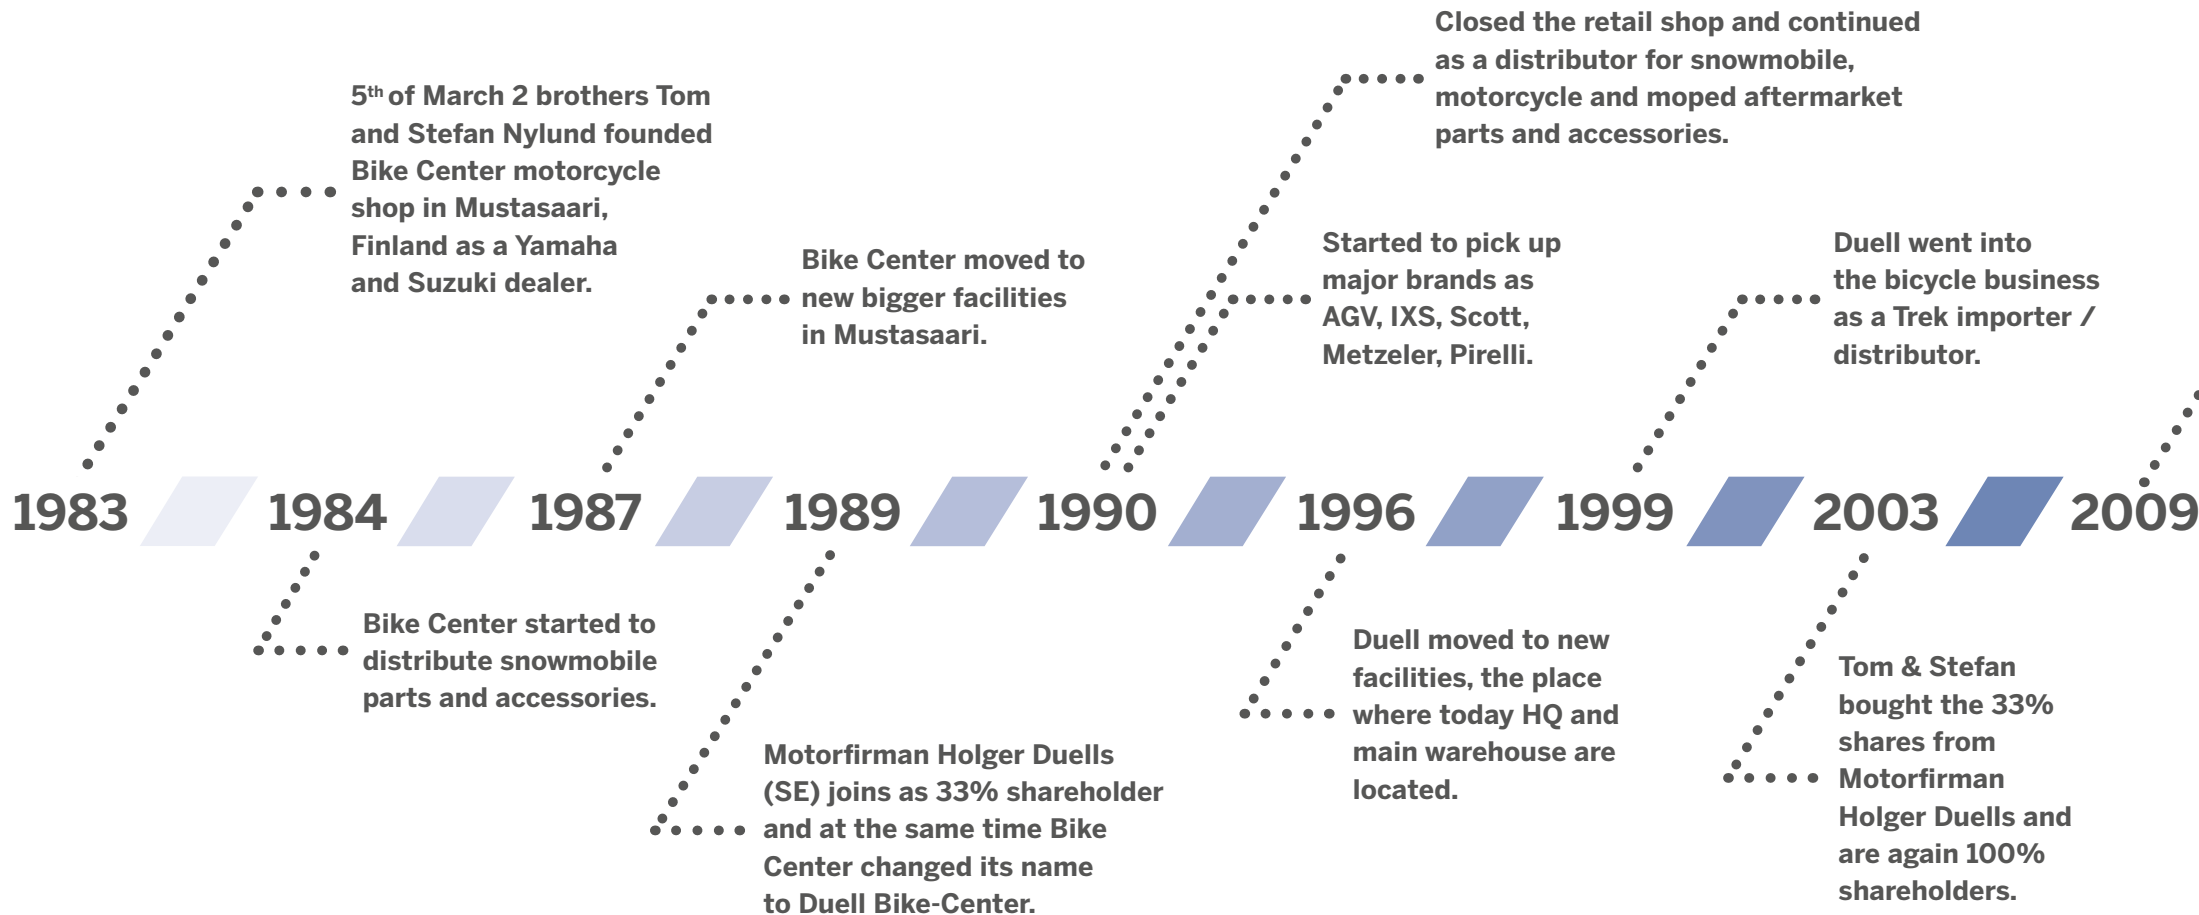 Closed the retail shop and continued
as a distributor for snowmobile,
motorcycle and moped aftermarket
parts and accessories.
5th of March 2 brothers Tom
and Stefan Nylund founded
Bike Center motorcycle
shop in Mustasaari,
Finland as a Yamaha
and Suzuki dealer.
Bike Center moved to
new bigger facilities
in Mustasaari.
Started to pick up
major brands as
AGV, IXS, Scott,
Metzeler, Pirelli.
Duell went into
the bicycle business
as a Trek importer /
distributor.
1983 1984 1987 1989 1990 1996 1999 2003 2009
Bike Center started to
distribute snowmobile
parts and accessories.
Motorfirman Holger Duells
(SE) joins as 33% shareholder
and at the same time Bike
Center changed its name
to Duell Bike-Center.
Duell moved to new
facilities, the place
where today HQ and
main warehouse are
located.
Tom & Stefan
bought the 33%
shares from
Motorfirman
Holger Duells and
are again 100%
shareholders.